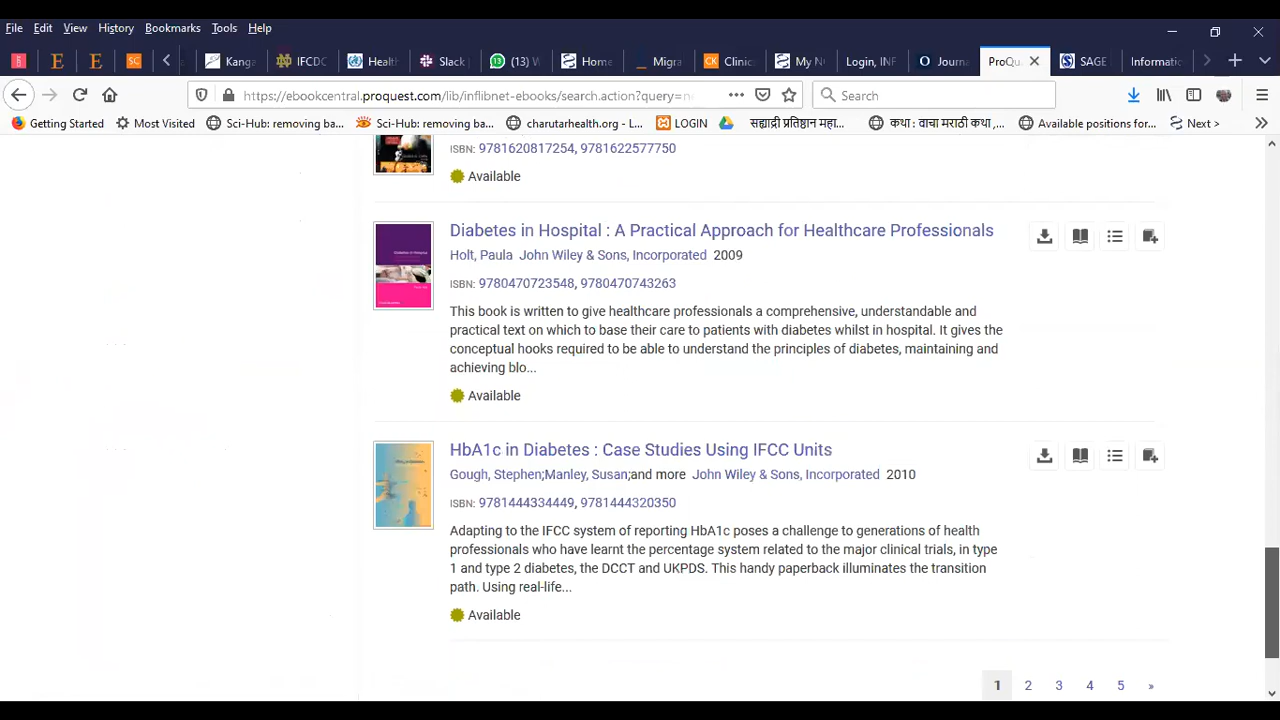 File Edit View History Bookmarks Tools Help
E E SC Kanga IFCDC Health Slack (13) W Home Migra CK Clinic My N Login, INF Journa ProQu SAGE Informatic
https://ebookcentral.proquest.com/lib/inflibnet-ebooks/search.action?query= Search
Getting Started Most Visited Sci-Hub: removing ba... Sci-Hub: removing ba... charutarhealth.org - L... LOGIN सह्याद्री प्रतिष्ठान महा... कथा : वाचा मराठी कथा ,... Available positions for... Next >
ISBN: 9781620817254, 9781622577750
Available
Diabetes in Hospital : A Practical Approach for Healthcare Professionals
Holt, Paula John Wiley & Sons, Incorporated 2009
ISBN: 9780470723548, 9780470743263
This book is written to give healthcare professionals a comprehensive, understandable and
practical text on which to base their care to patients with diabetes whilst in hospital. It gives the
conceptual hooks required to be able to understand the principles of diabetes, maintaining and
achieving blo...
Available
HbA1c in Diabetes : Case Studies Using IFCC Units
Gough, Stephen;Manley, Susan;and more John Wiley & Sons, Incorporated 2010
ISBN: 9781444334449, 9781444320350
Adapting to the IFCC system of reporting HbA1c poses a challenge to generations of health
professionals who have learnt the percentage system related to the major clinical trials, in type
1 and type 2 diabetes, the DCCT and UKPDS. This handy paperback illuminates the transition
path. Using real-life...
Available
1 2 3 4 5 »